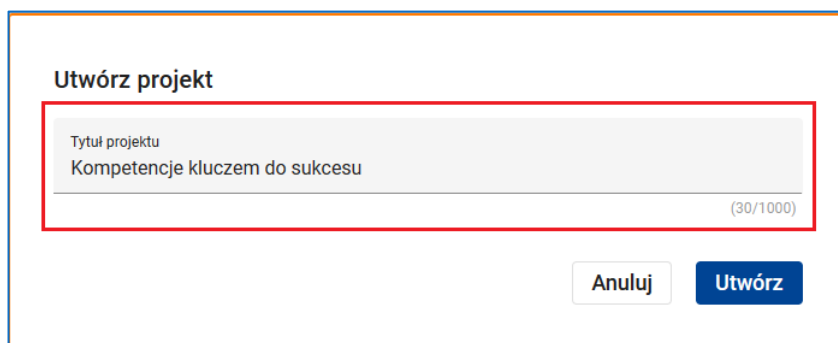 Utwórz projekt
Tytuł projektu
Kompetencje kluczem do sukcesu
(30/1000)
Anuluj
Utwórz